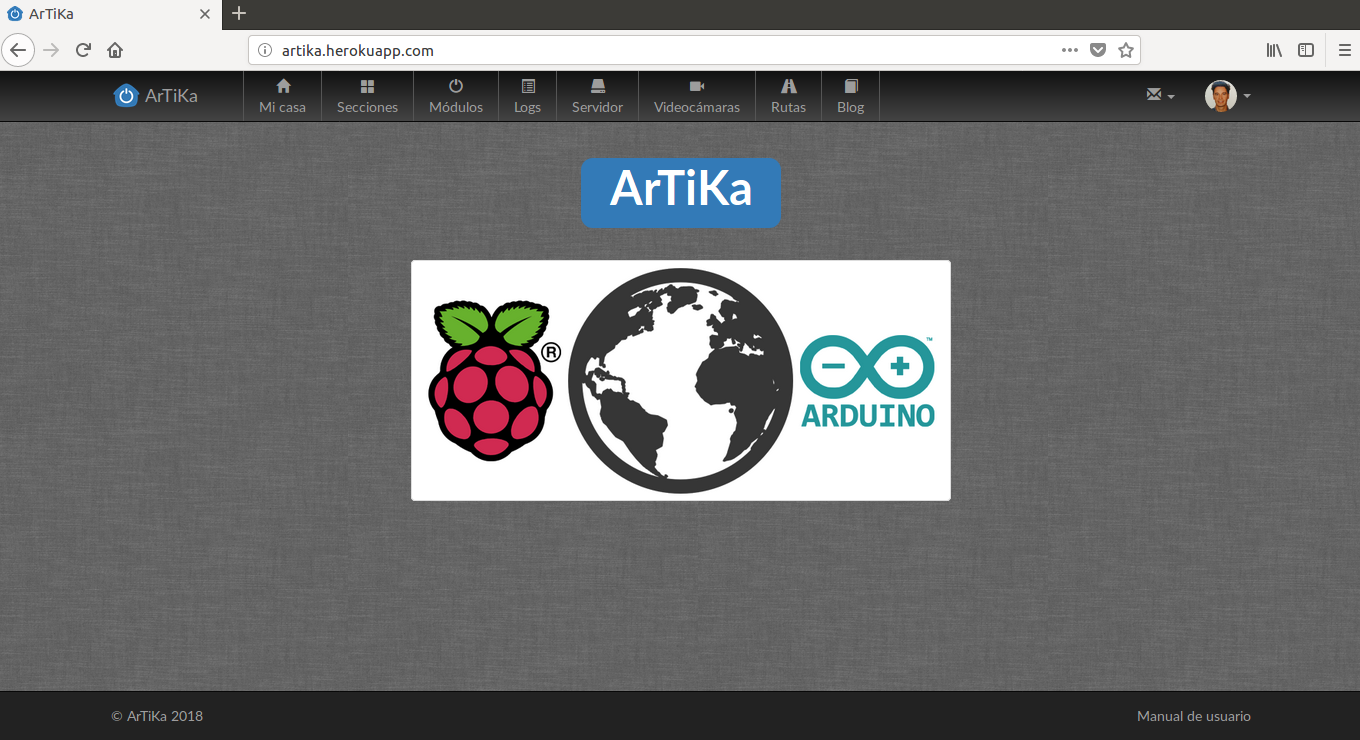 ArTiKa
artika.herokuapp.com
ArTiKa
Mi casa
Secciones
Módulos
Logs
Servidor
Videocámaras
Rutas
Blog
ArTiKa
®
™
ARDUINO
© ArTiKa 2018
Manual de usuario